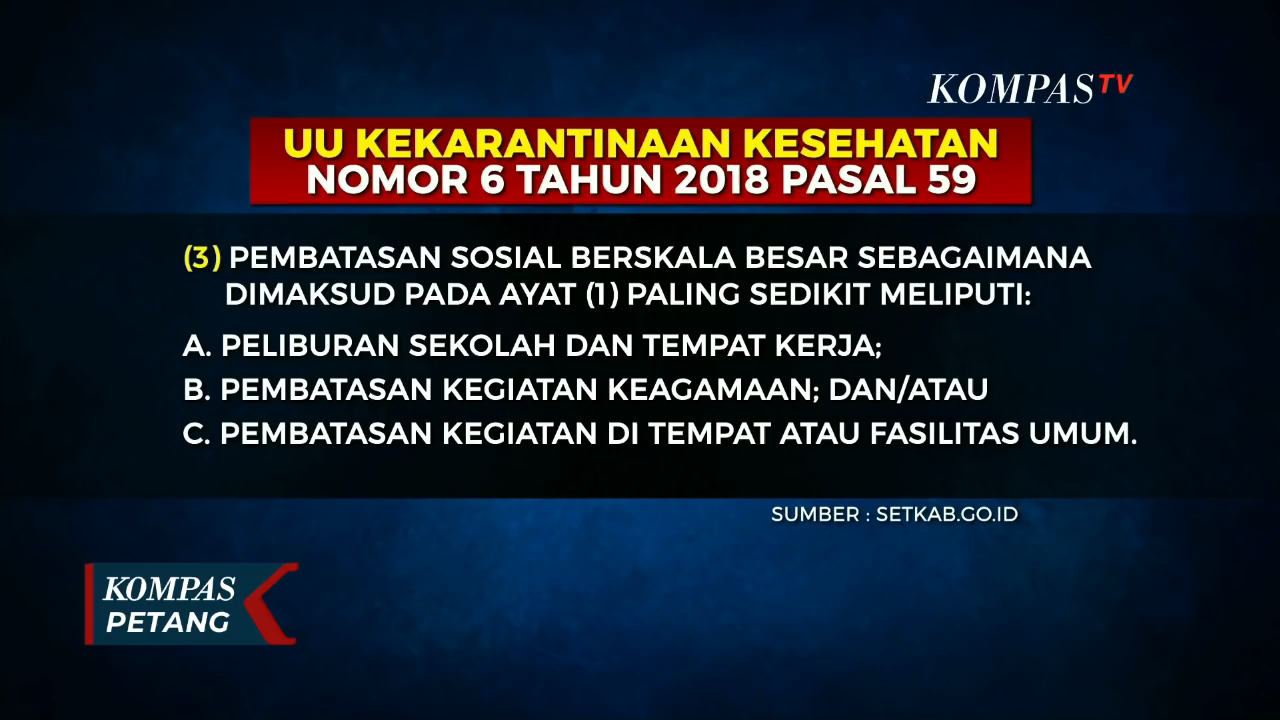 KOMPASTV
UU KEKARANTINAAN KESEHATAN
NOMOR 6 TAHUN 2018 PASAL 59
(3) PEMBATASAN SOSIAL BERSKALA BESAR SEBAGAIMANA
DIMAKSUD PADA AYAT (1) PALING SEDIKIT MELIPUTI:
A. PELIBURAN SEKOLAH DAN TEMPAT KERJA;
B. PEMBATASAN KEGIATAN KEAGAMAAN; DAN/ATAU
C. PEMBATASAN KEGIATAN DI TEMPAT ATAU FASILITAS UMUM.
SUMBER : SETKAB.GO.ID
KOMPAS
PETANG